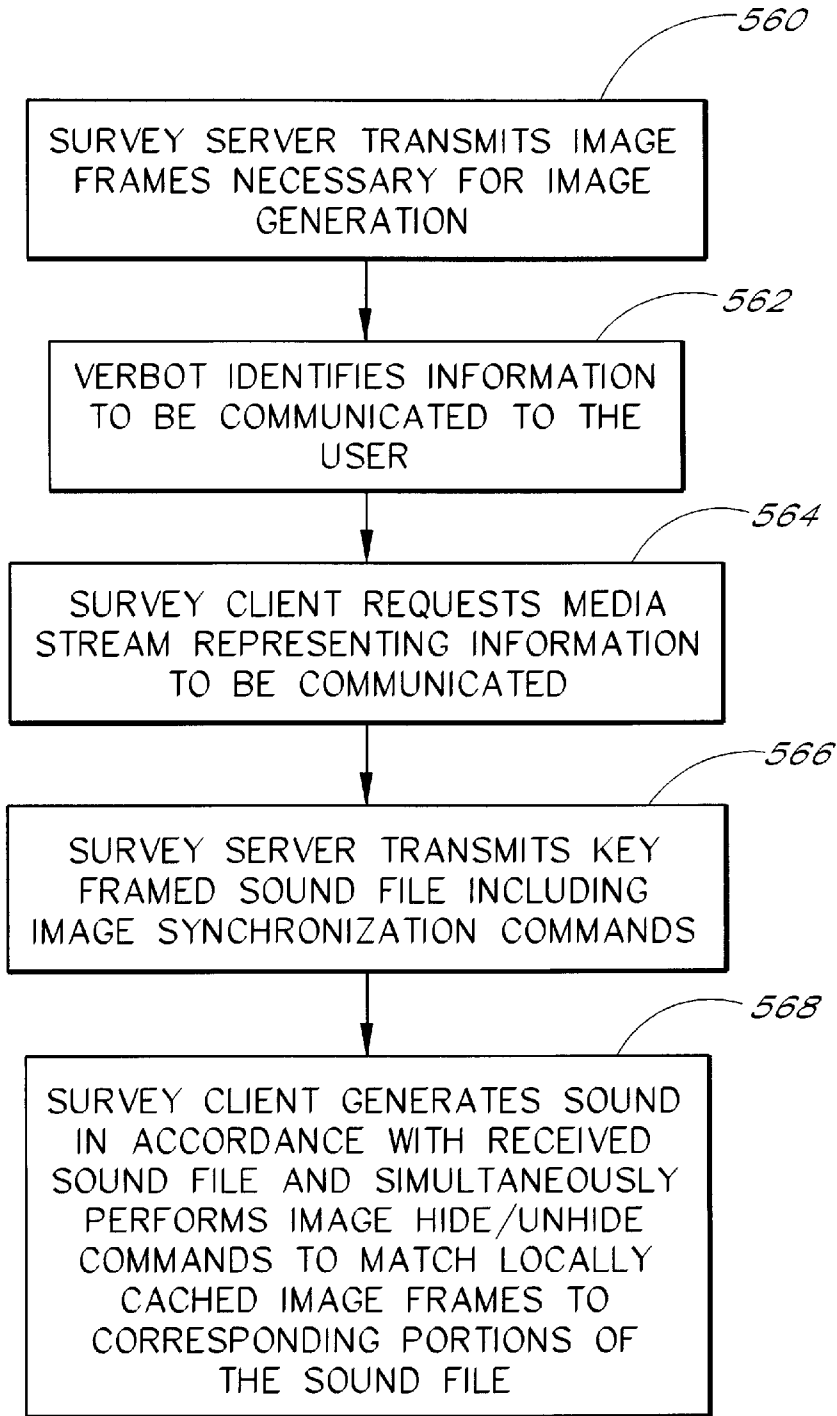 560
SURVEY SERVER TRANSMITS IMAGE
FRAMES NECESSARY FOR IMAGE
GENERATION
562
VERBOT IDENTIFIES INFORMATION
TO BE COMMUNICATED TO THE
USER
564
SURVEY CLIENT REQUESTS MEDIA
STREAM REPRESENTING INFORMATION
TO BE COMMUNICATED
566
SURVEY SERVER TRANSMITS KEY
FRAMED SOUND FILE INCLUDING
IMAGE SYNCHRONIZATION COMMANDS
568
SURVEY CLIENT GENERATES SOUND
IN ACCORDANCE WITH RECEIVED
SOUND FILE AND SIMULTANEOUSLY
PERFORMS IMAGE HIDE/UNHIDE
COMMANDS TO MATCH LOCALLY
CACHED IMAGE FRAMES TO
CORRESPONDING PORTIONS OF
THE SOUND FILE